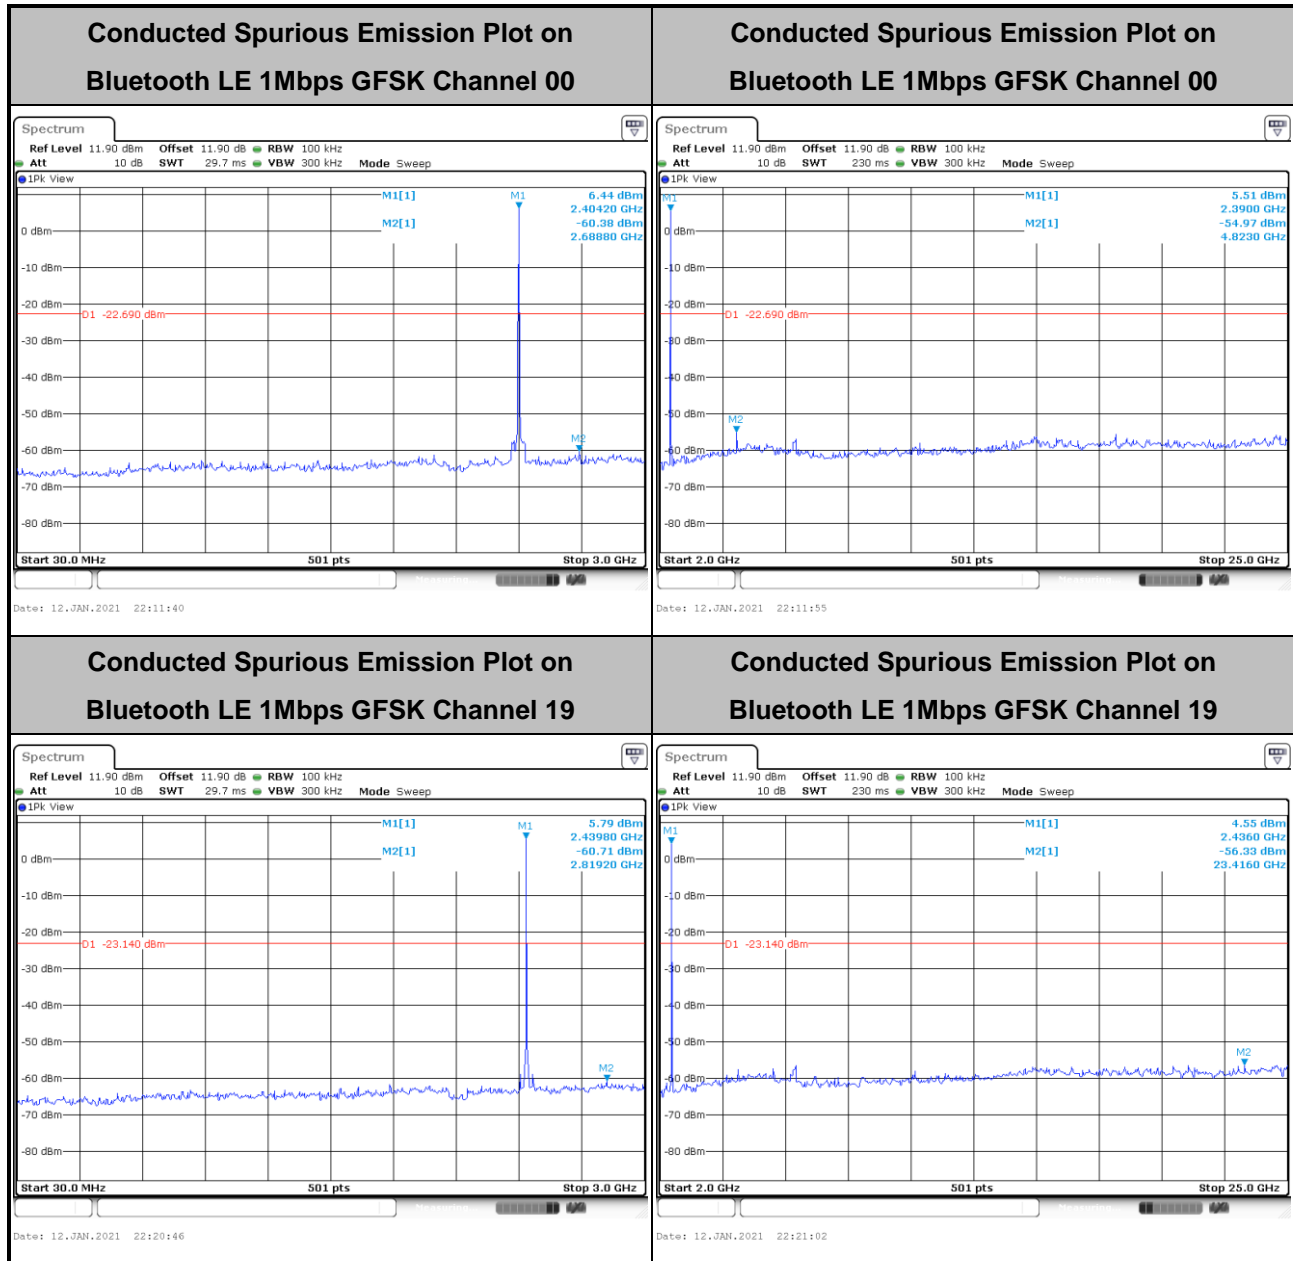 Conducted Spurious Emission Plot on
Bluetooth LE 1Mbps GFSK Channel 00
Spectrum
Ref Level 11.90 dBm Offset 11.90 dB RBW 100 kHz
Att 10 dB SWT 29.7 ms VBW 300 kHz Mode Sweep
1Pk View
M1[1] 6.44 dBm
2.40420 GHz
M2[1] -60.38 dBm
2.68880 GHz
M1
0 dBm
-10 dBm
-20 dBm
D1 -22.690 dBm
-30 dBm
-40 dBm
-50 dBm
M2
-60 dBm
-70 dBm
-80 dBm
Start 30.0 MHz 501 pts Stop 3.0 GHz
Measuring
Date: 12.JAN.2021 22:11:40
Conducted Spurious Emission Plot on
Bluetooth LE 1Mbps GFSK Channel 00
Spectrum
Ref Level 11.90 dBm Offset 11.90 dB RBW 100 kHz
Att 10 dB SWT 230 ms VBW 300 kHz Mode Sweep
1Pk View
M1[1] 5.51 dBm
2.3900 GHz
M2[1] -54.97 dBm
4.8230 GHz
M1
0 dBm
-10 dBm
-20 dBm
D1 -22.690 dBm
-30 dBm
-40 dBm
-50 dBm
M2
-60 dBm
-70 dBm
-80 dBm
Start 2.0 GHz 501 pts Stop 25.0 GHz
Measuring
Date: 12.JAN.2021 22:11:55
Conducted Spurious Emission Plot on
Bluetooth LE 1Mbps GFSK Channel 19
Spectrum
Ref Level 11.90 dBm Offset 11.90 dB RBW 100 kHz
Att 10 dB SWT 29.7 ms VBW 300 kHz Mode Sweep
1Pk View
M1[1] 5.79 dBm
2.43980 GHz
M2[1] -60.71 dBm
2.81920 GHz
M1
0 dBm
-10 dBm
-20 dBm
D1 -23.140 dBm
-30 dBm
-40 dBm
-50 dBm
M2
-60 dBm
-70 dBm
-80 dBm
Start 30.0 MHz 501 pts Stop 3.0 GHz
Date: 12.JAN.2021 22:20:46
Conducted Spurious Emission Plot on
Bluetooth LE 1Mbps GFSK Channel 19
Spectrum
Ref Level 11.90 dBm Offset 11.90 dB RBW 100 kHz
Att 10 dB SWT 230 ms VBW 300 kHz Mode Sweep
1Pk View
M1[1] 4.55 dBm
2.4360 GHz
M2[1] -56.33 dBm
23.4160 GHz
M1
0 dBm
-10 dBm
-20 dBm
D1 -23.140 dBm
-30 dBm
-40 dBm
-50 dBm
M2
-60 dBm
-70 dBm
-80 dBm
Start 2.0 GHz 501 pts Stop 25.0 GHz
Date: 12.JAN.2021 22:21:02